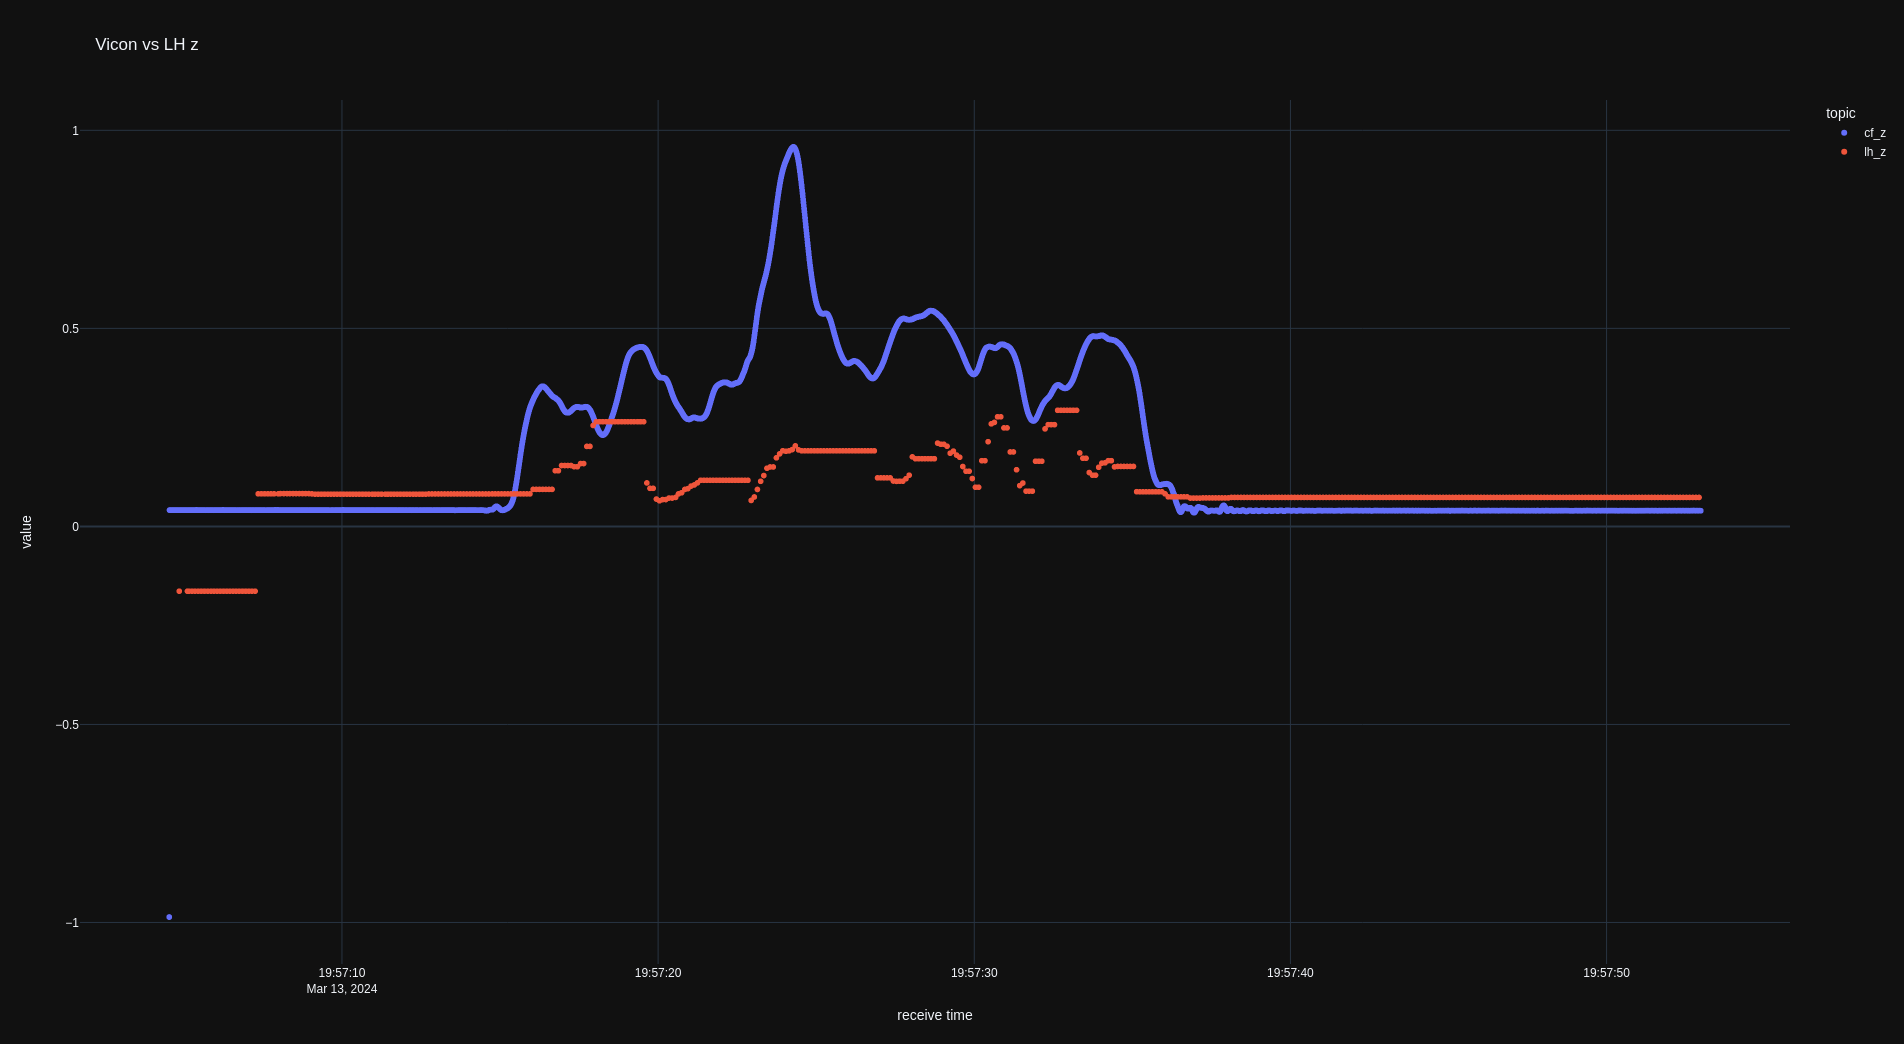 Vicon vs LH z
topic
cf_z
lh_z
1
0.5
0
−0.5
−1
value
19:57:10
Mar 13, 2024
19:57:20
19:57:30
19:57:40
19:57:50
receive time